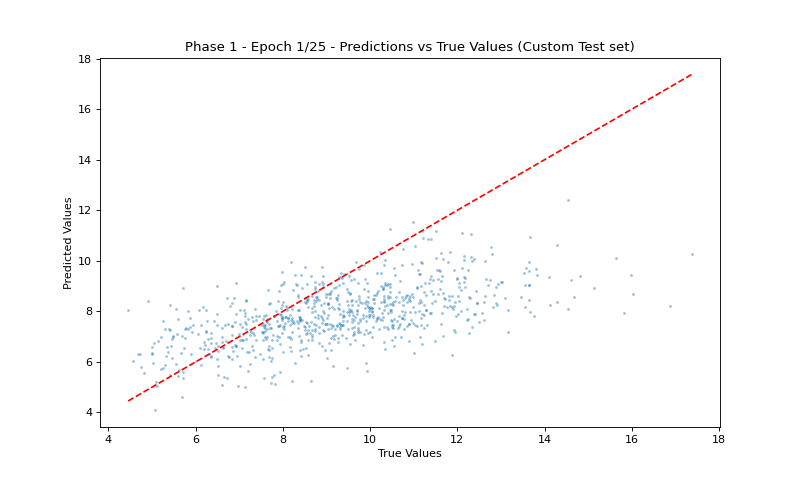 Phase 1 - Epoch 1/25 - Predictions vs True Values (Custom Test set)
18
16
14
12
10
8
6
4
Predicted Values
4 6 8 10 12 14 16 18
True Values